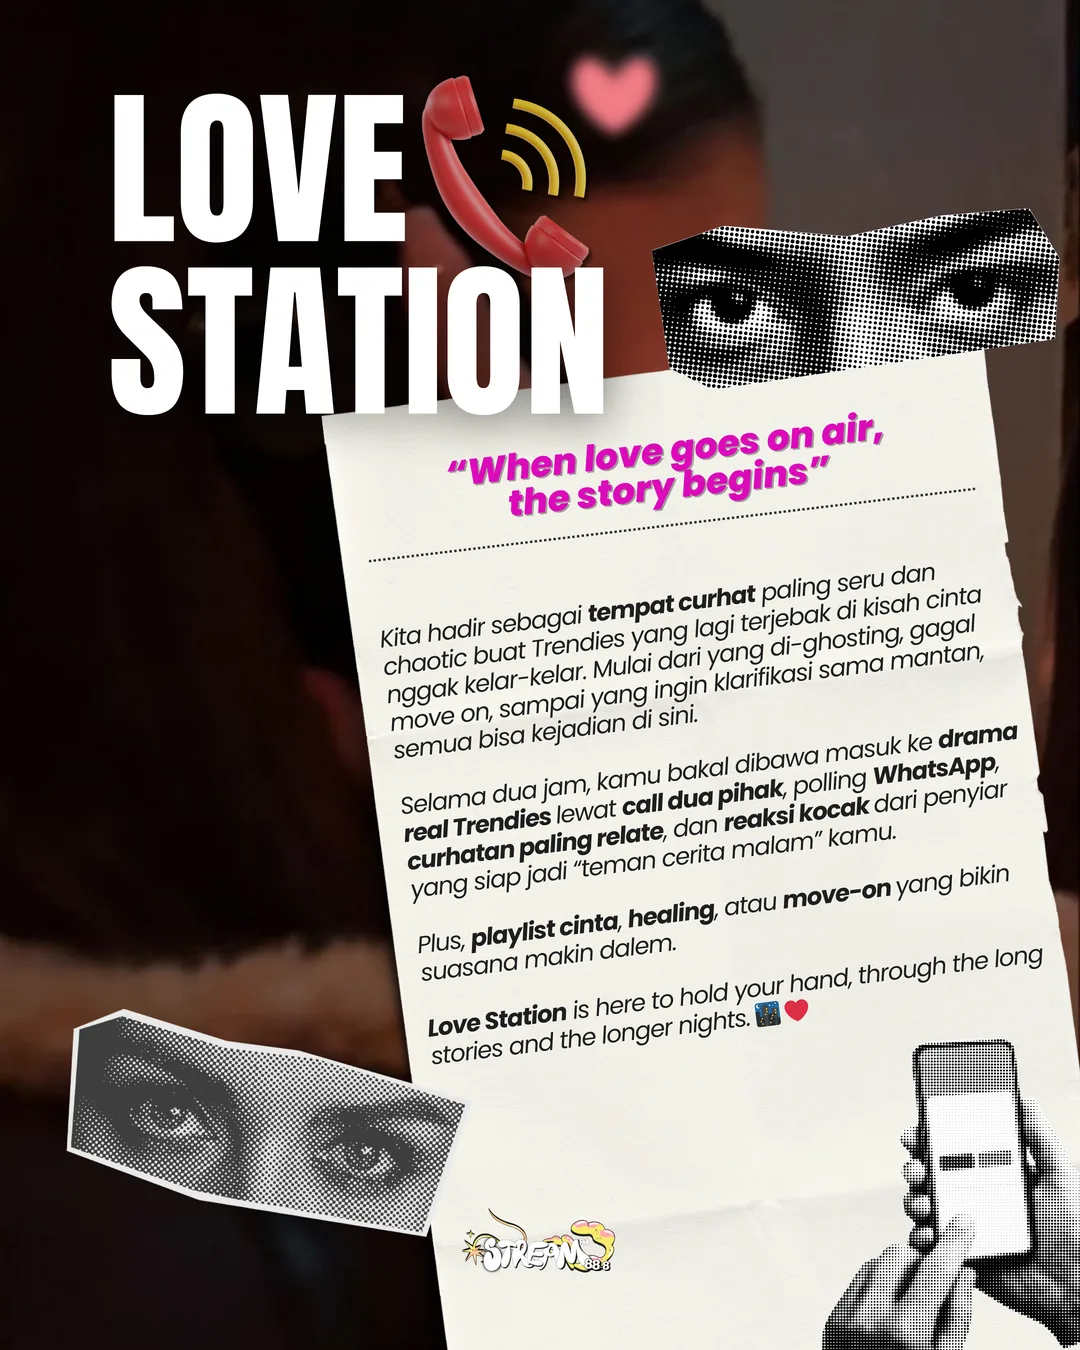 LOVE
STATION
“When love goes on air,
the story begins”
Kita hadir sebagai tempat curhat paling seru dan
chaotic buat Trendies yang lagi terjebak di kisah cinta
nggak kelar-kelar. Mulai dari yang di-ghosting, gagal
move on, sampai yang ingin klarifikasi sama mantan,
semua bisa kejadian di sini.
Selama dua jam, kamu bakal dibawa masuk ke drama
real Trendies lewat call dua pihak, polling WhatsApp,
curhatan paling relate, dan reaksi kocak dari penyiar
yang siap jadi “teman cerita malam” kamu.
Plus, playlist cinta, healing, atau move-on yang bikin
suasana makin dalem.
Love Station is here to hold your hand, through the long
stories and the longer nights. 🌃❤️
STREAM
888